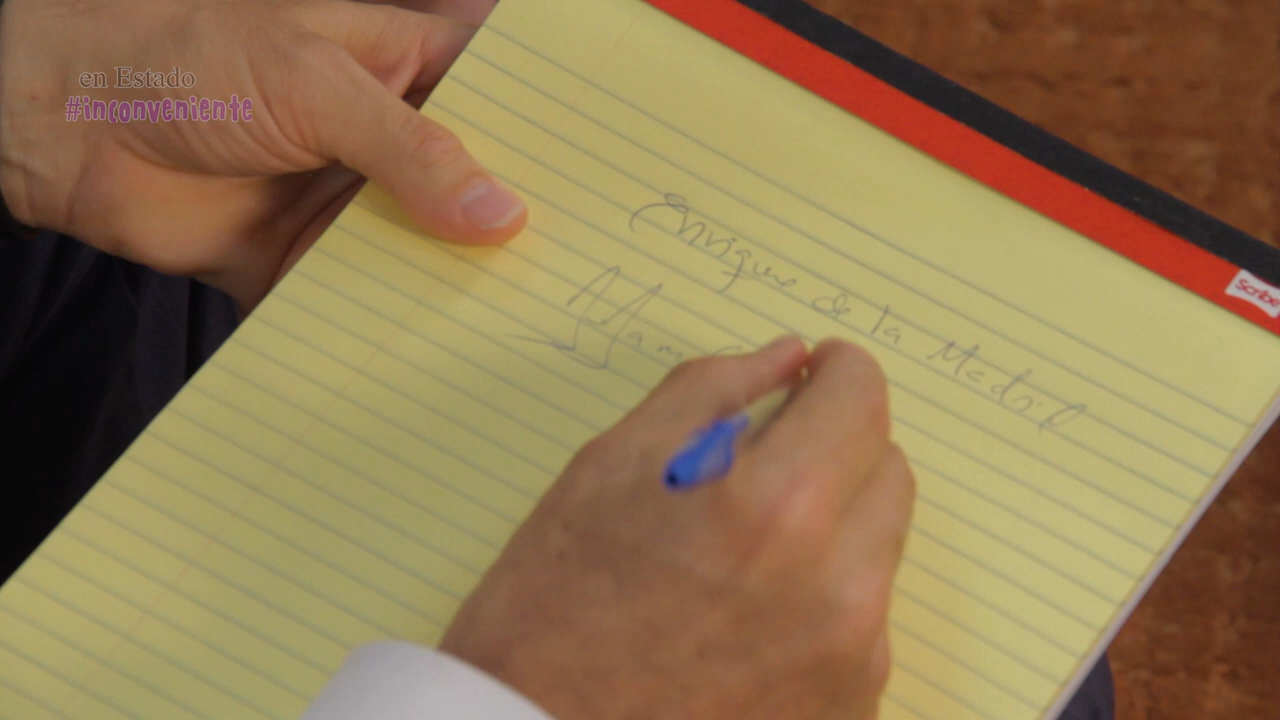 en Estado
#inconveniente
Scribe
Enrique de la Madrid